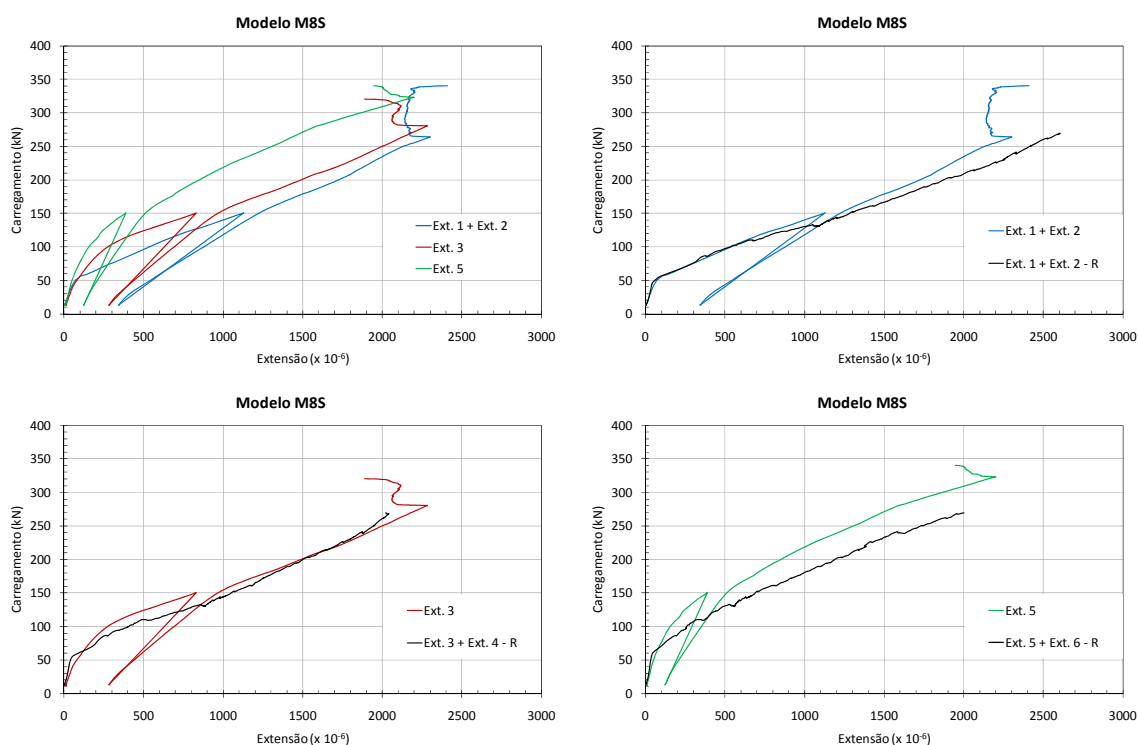 Modelo M8S
Carregamento (kN)
400
350
300
250
200
150
100
50
0
Ext. 1 + Ext. 2
Ext. 3
Ext. 5
0 500 1000 1500 2000 2500 3000
Extensão (x 10⁻⁶)
Modelo M8S
Carregamento (kN)
400
350
300
250
200
150
100
50
0
Ext. 1 + Ext. 2
Ext. 1 + Ext. 2 - R
0 500 1000 1500 2000 2500 3000
Extensão (x 10⁻⁶)
Modelo M8S
Carregamento (kN)
400
350
300
250
200
150
100
50
0
Ext. 3
Ext. 3 + Ext. 4 - R
0 500 1000 1500 2000 2500 3000
Extensão (x 10⁻⁶)
Modelo M8S
Carregamento (kN)
400
350
300
250
200
150
100
50
0
Ext. 5
Ext. 5 + Ext. 6 - R
0 500 1000 1500 2000 2500 3000
Extensão (x 10⁻⁶)